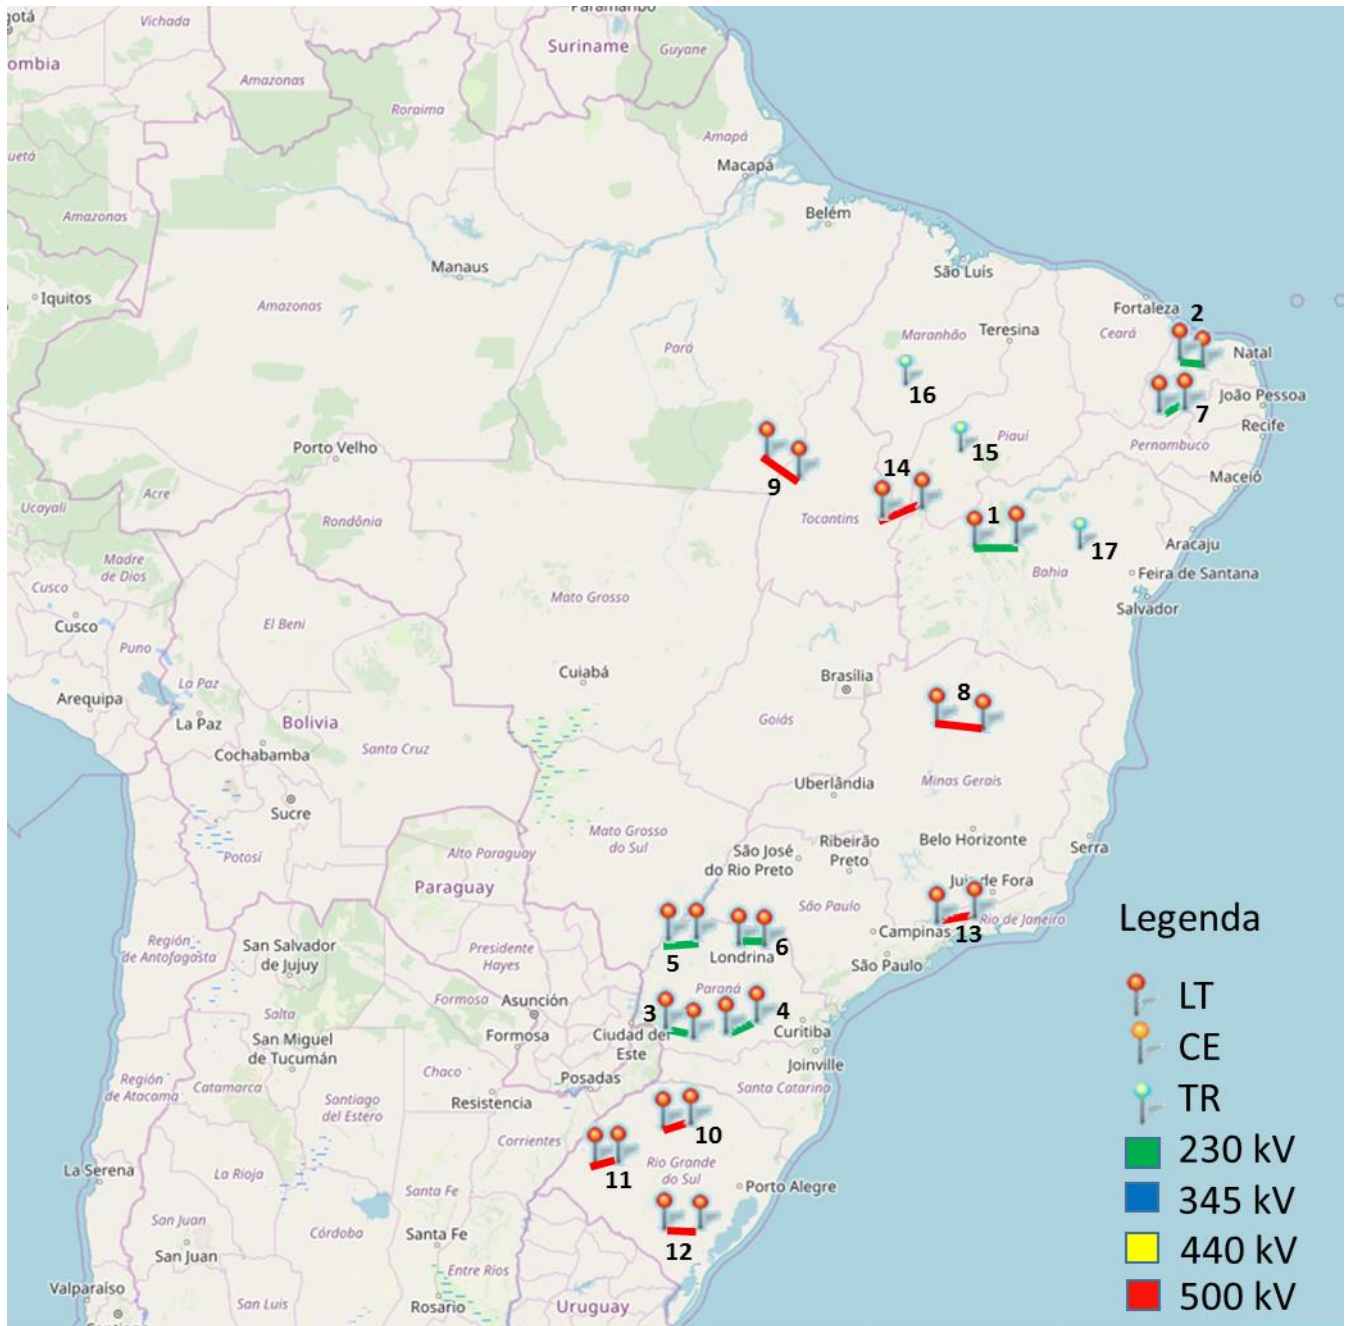 Paramaribo
Vichada
Suriname
Guyane
ombia
Amazonas
Roraima
Amapá
Macapá
Belém
Amazonas
Manaus
São Luís
Iquitos
Amazonas
Fortaleza
2
Ceará
Maranhão
Teresina
Natal
Pará
16
João Pessoa
7
Recife
Porto Velho
15
Piauí
Pernambuco
14
Maceió
9
Acre
Ucayali
Rondônia
Tocantins
1
17
Aracaju
Madre
de Dios
Bahia
Feira de Santana
Cusco
Mato Grosso
Salvador
Cusco
El Beni
Puno
Cuiabá
Brasília
La Paz
8
Arequipa
La Paz
Bolivia
Goiás
Santa Cruz
Cochabamba
Uberlândia
Minas Gerais
Sucre
Mato Grosso
do Sul
Ribeirão
Preto
Belo Horizonte
Potosí
Alto Paraguay
São José
do Rio Preto
Serra
Paraguay
Juiz de Fora
São Paulo
Rio de Janeiro
Legenda
Región
de Antofagasta
San Salvador
de Jujuy
Presidente
Hayes
Campinas
13
5
Londrina
6
São Paulo
LT
Paraná
Salta
Formosa
Asunción
3
4
Formosa
Ciudad del
Este
Curitiba
CE
San Miguel
de Tucumán
Joinville
Región
de Atacama
Catamarca
Chaco
Posadas
Santa Catarina
TR
Santiago
del Estero
Resistencia
230 kV
Corrientes
10
La Serena
La Rioja
11
Rio Grande
do Sul
Porto Alegre
345 kV
Santa Fe
San Juan
Córdoba
Santa Fe
12
440 kV
San Juan
Entre Rios
Valparaíso
San Luis
Rosario
Uruguay
500 kV